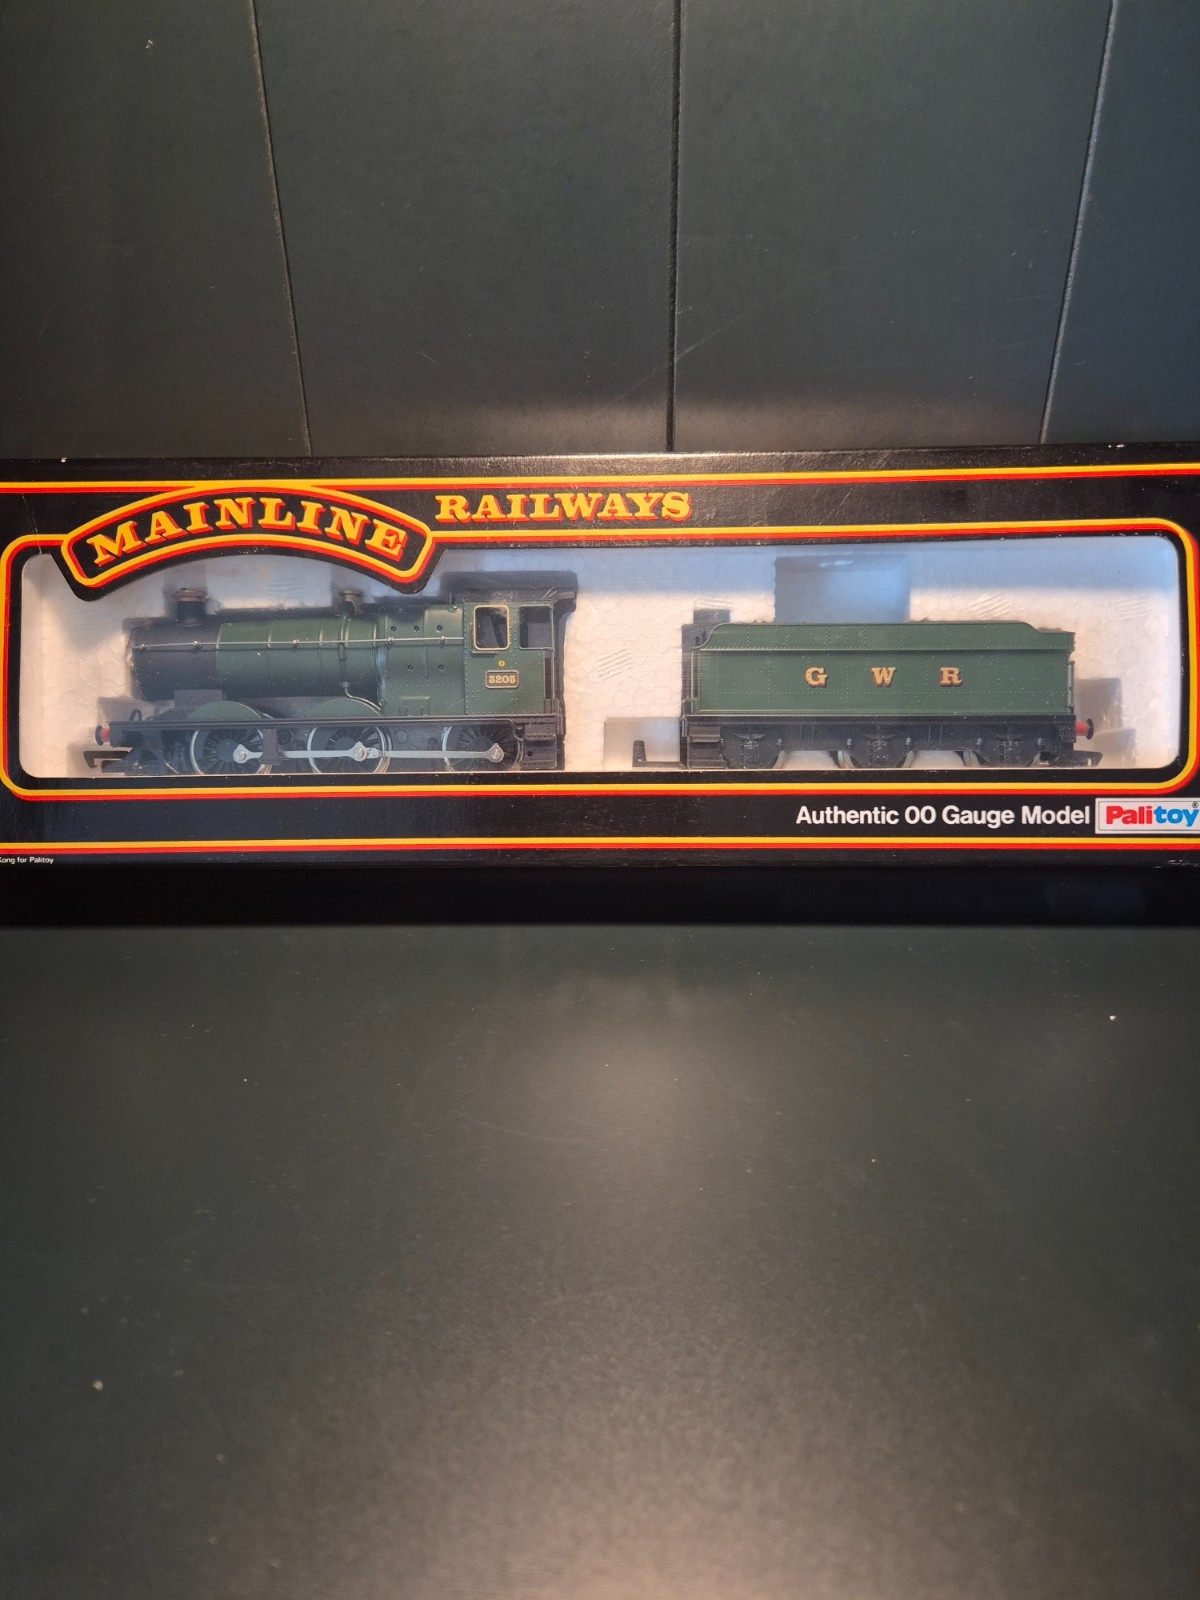 MAINLINE RAILWAYS
3205
G W R
Authentic 00 Gauge Model Palitoy®
Kong for Palitoy